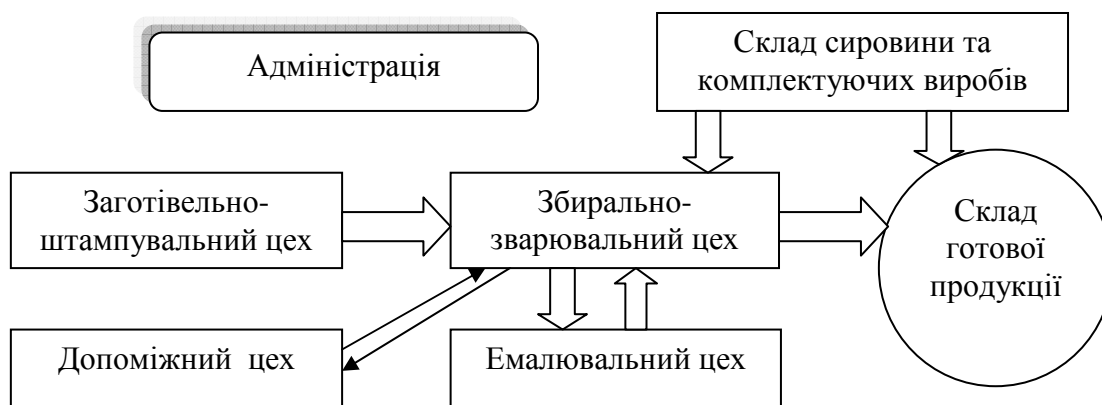 Адміністрація
Склад сировини та
комплектуючих виробів
Заготівельно-
штампувальний цех
Збирально-
зварювальний цех
Склад
готової
продукції
Допоміжний цех
Емалювальний цех